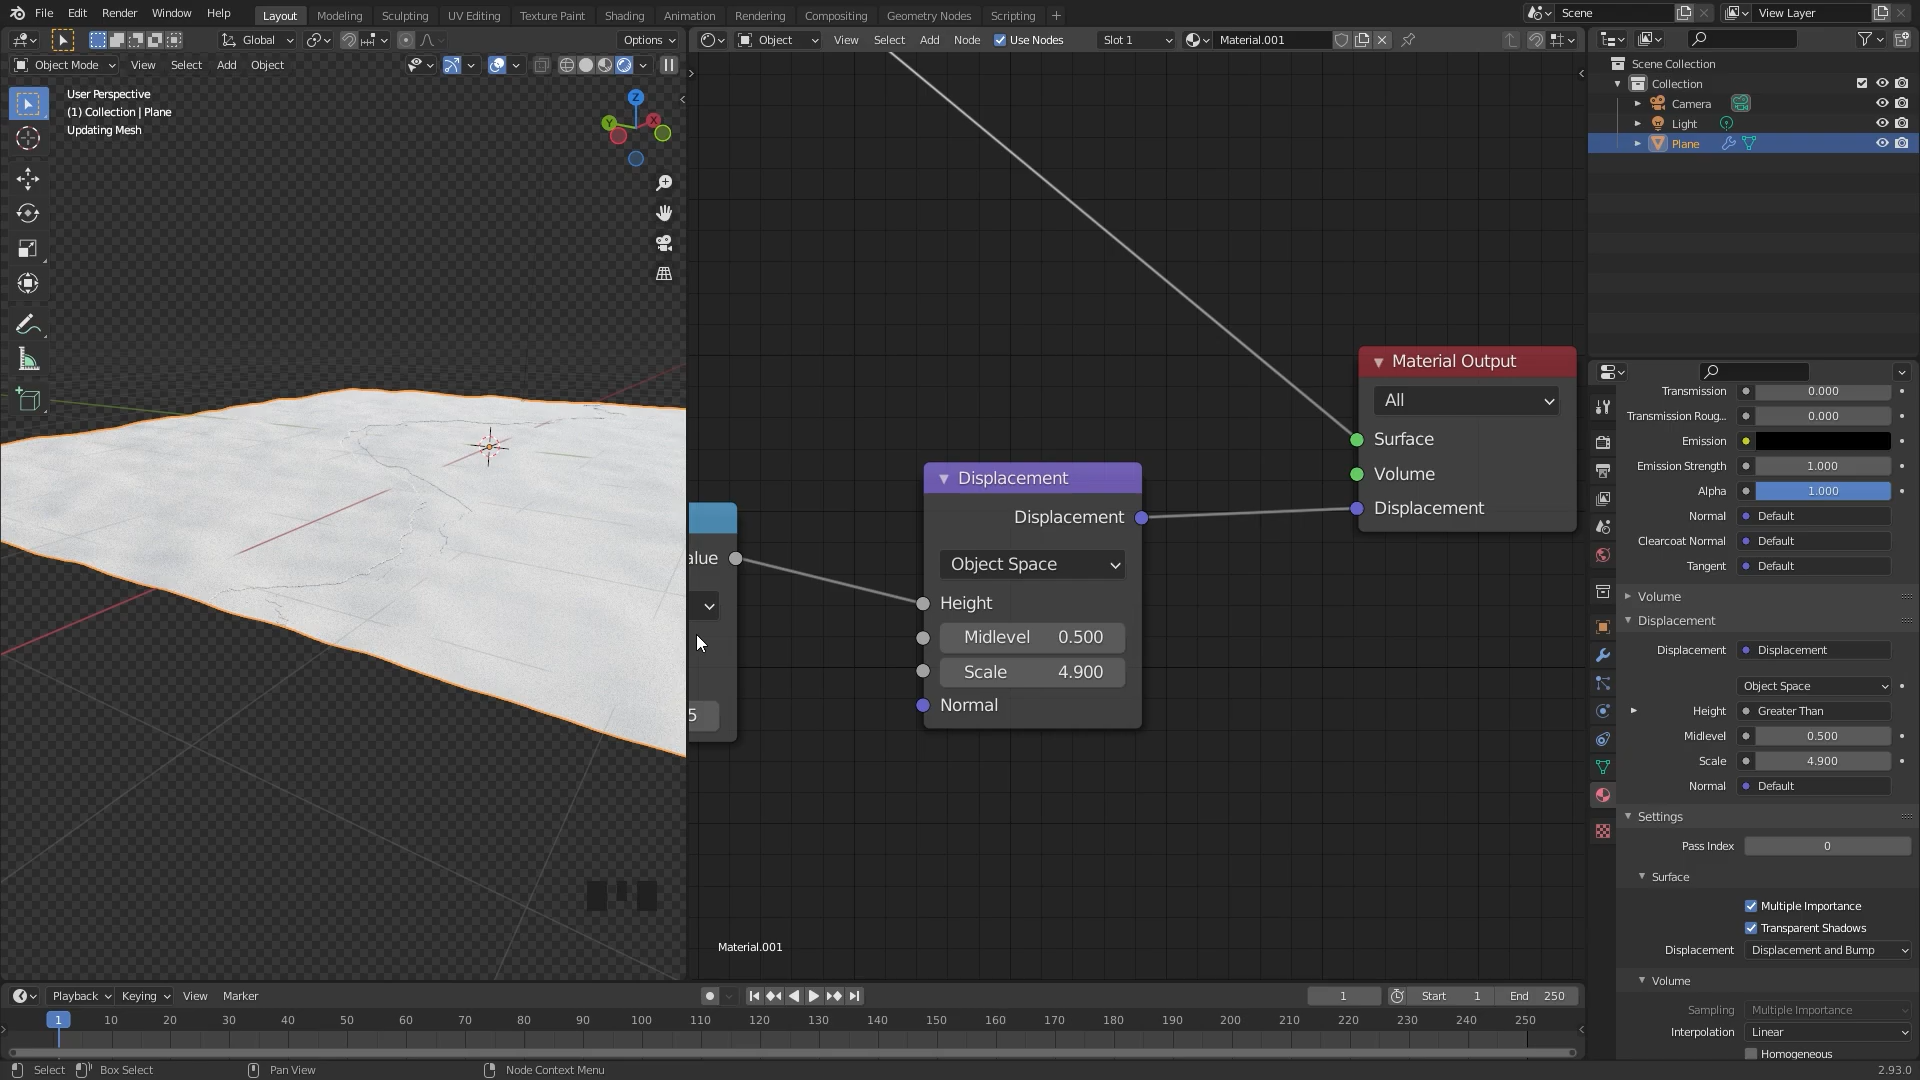 File Edit Render Window Help Layout Modeling Sculpting UV Editing Texture Paint Shading Animation Rendering Compositing Geometry Nodes Scripting + Scene View Layer
Global Options Object View Select Add Node Use Nodes Slot 1 Material.001
Object Mode View Select Add Object
User Perspective
(1) Collection | Plane
Updating Mesh
Z
Y
X
Scene Collection
Collection
Camera
Light
Plane
Material Output
All
Surface
Volume
Displacement
Displacement
Displacement
Object Space
Height
Midlevel 0.500
Scale 4.900
Normal
alue
5
Material.001
Transmission 0.000
Transmission Roug... 0.000
Emission
Emission Strength 1.000
Alpha 1.000
Normal Default
Clearcoat Normal Default
Tangent Default
Volume
Displacement
Displacement Displacement
Object Space
Height Greater Than
Midlevel 0.500
Scale 4.900
Normal Default
Settings
Pass Index 0
Surface
Multiple Importance
Transparent Shadows
Displacement Displacement and Bump
Volume
Sampling Multiple Importance
Interpolation Linear
Homogeneous
Playback Keying View Marker 1 Start 1 End 250
1 10 20 30 40 50 60 70 80 90 100 110 120 130 140 150 160 170 180 190 200 210 220 230 240 250
Select Box Select Pan View Node Context Menu 2.93.0